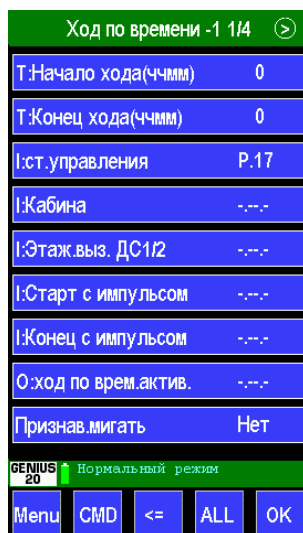 Ход по времени -1 1/4 >
T:Начало хода(ччмм) 0
T:Конец хода(ччмм) 0
I:ст.управления P.17
I:Кабина -.--.-
I:Этаж.выз. ДС1/2 -.--.-
I:Старт с импульсом -.--.-
I:Конец с импульсом -.--.-
O:ход по врем.актив. -.--.-
Признав.мигать Нет
GENIUS 20 Нормальный режим
Menu CMD <= ALL OK